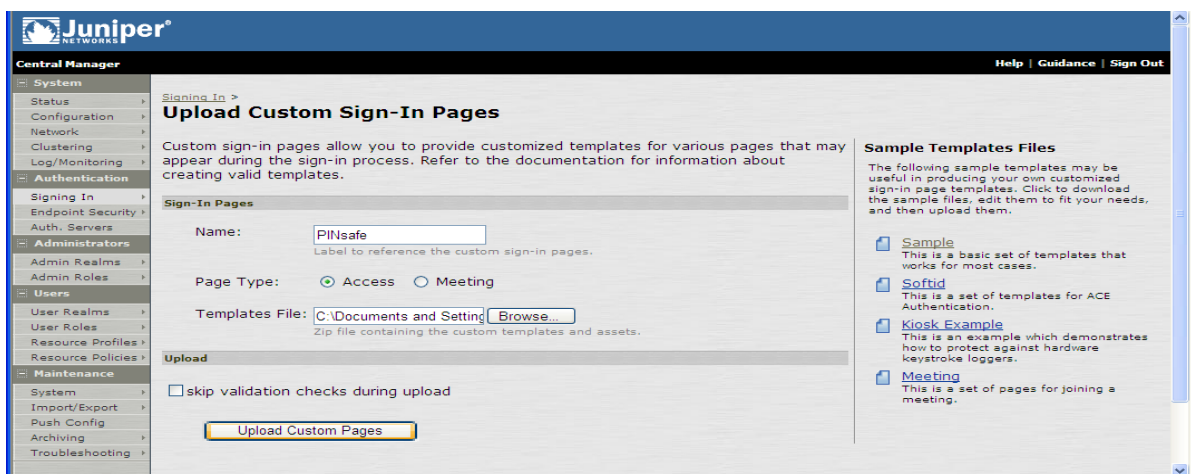 Juniper®
NETWORKS
Central Manager
Help | Guidance | Sign Out
System
Status
Configuration
Network
Clustering
Log/Monitoring
Authentication
Signing In
Endpoint Security
Auth. Servers
Administrators
Admin Realms
Admin Roles
Users
User Realms
User Roles
Resource Profiles
Resource Policies
Maintenance
System
Import/Export
Push Config
Archiving
Troubleshooting
Signing In >
Upload Custom Sign-In Pages
Custom sign-in pages allow you to provide customized templates for various pages that may
appear during the sign-in process. Refer to the documentation for information about
creating valid templates.
Sign-In Pages
Name: PINsafe
Label to reference the custom sign-in pages.
Page Type: Access Meeting
Templates File: C:\Documents and Setting Browse...
Zip file containing the custom templates and assets.
Upload
skip validation checks during upload
Upload Custom Pages
Sample Templates Files
The following sample templates may be
useful in producing your own customized
sign-in page templates. Click to download
the sample files, edit them to fit your needs,
and then upload them.
Sample
This is a basic set of templates that
works for most cases.
Softid
This is a set of templates for ACE
Authentication.
Kiosk Example
This is an example which demonstrates
how to protect against hardware
keystroke loggers.
Meeting
This is a set of pages for joining a
meeting.